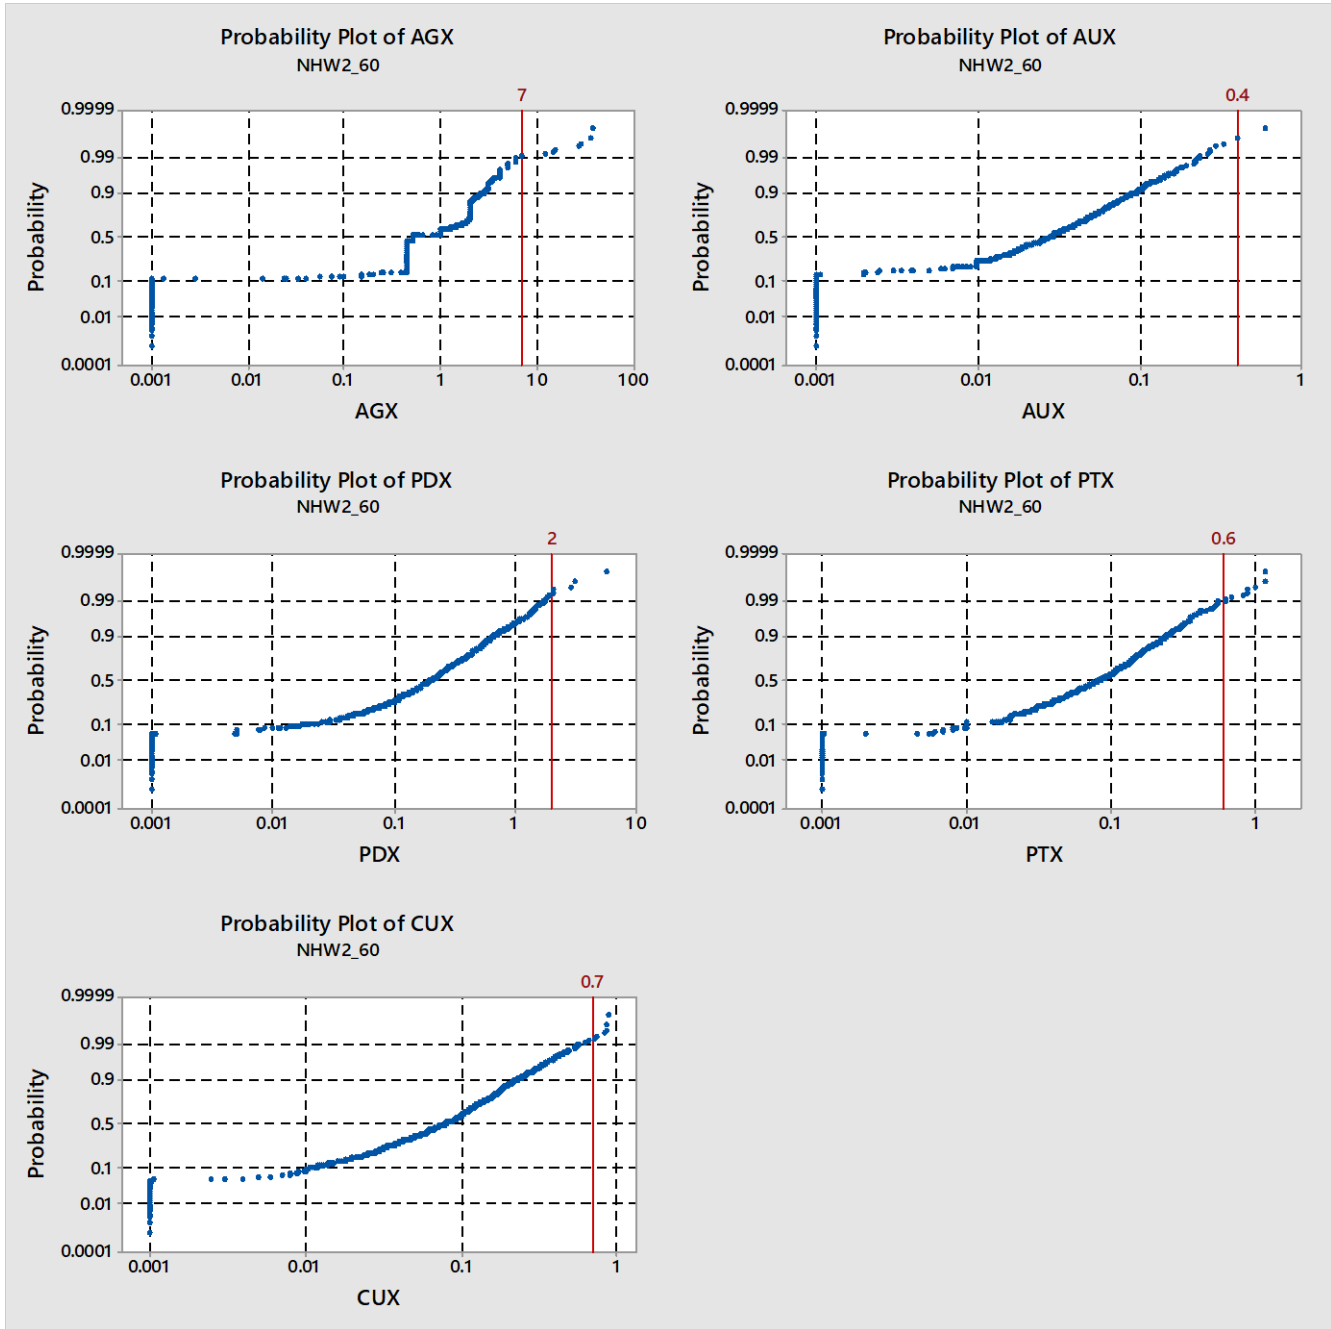 Probability Plot of AGX
NHW2_60
7
0.9999
0.99
0.9
0.5
0.1
0.01
0.0001
Probability
0.001 0.01 0.1 1 10 100
AGX
Probability Plot of AUX
NHW2_60
0.4
0.9999
0.99
0.9
0.5
0.1
0.01
0.0001
Probability
0.001 0.01 0.1 1
AUX
Probability Plot of PDX
NHW2_60
2
0.9999
0.99
0.9
0.5
0.1
0.01
0.0001
Probability
0.001 0.01 0.1 1 10
PDX
Probability Plot of PTX
NHW2_60
0.6
0.9999
0.99
0.9
0.5
0.1
0.01
0.0001
Probability
0.001 0.01 0.1 1
PTX
Probability Plot of CUX
NHW2_60
0.7
0.9999
0.99
0.9
0.5
0.1
0.01
0.0001
Probability
0.001 0.01 0.1 1
CUX